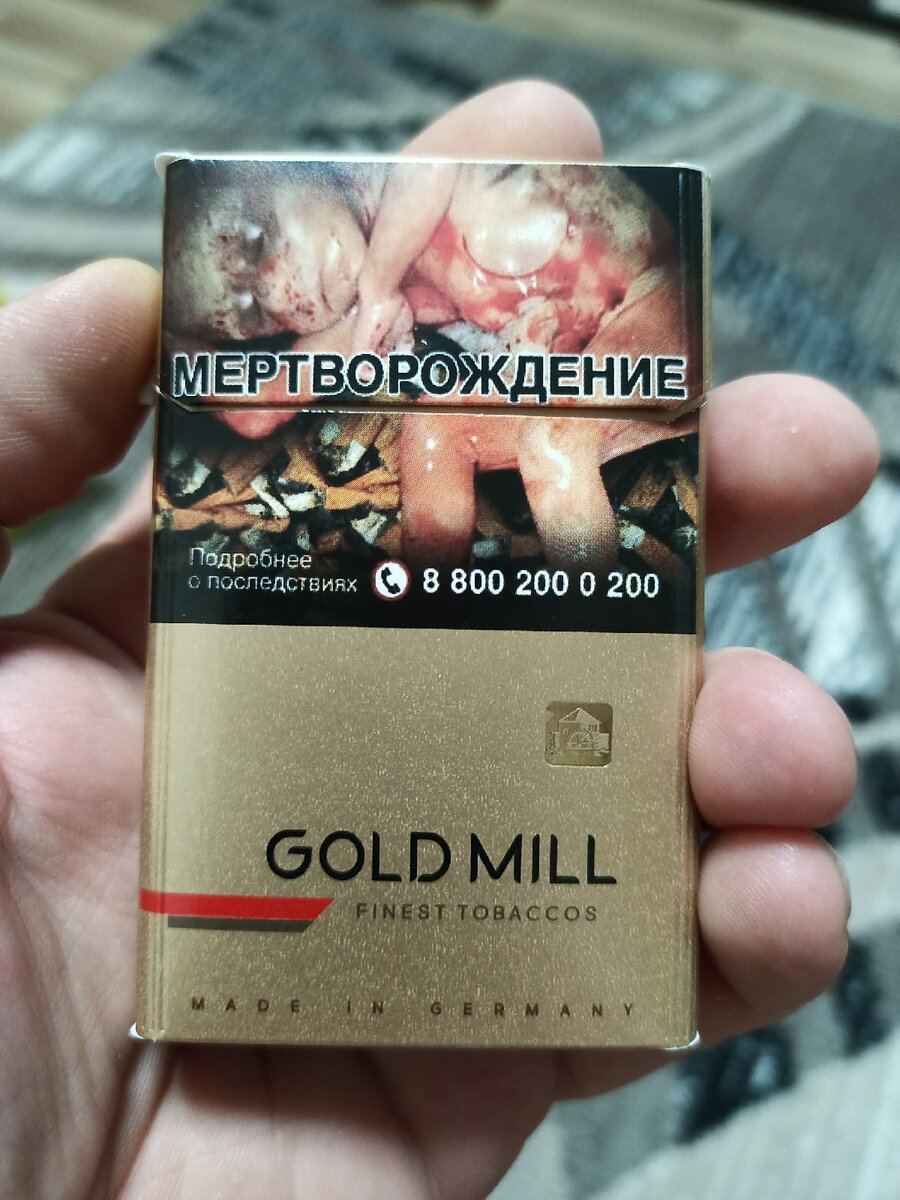 МЕРТВОРОЖДЕНИЕ
Подробнее
о последствиях
8 800 200 0 200
GOLD MILL
FINEST TOBACCOS
MADE IN GERMANY